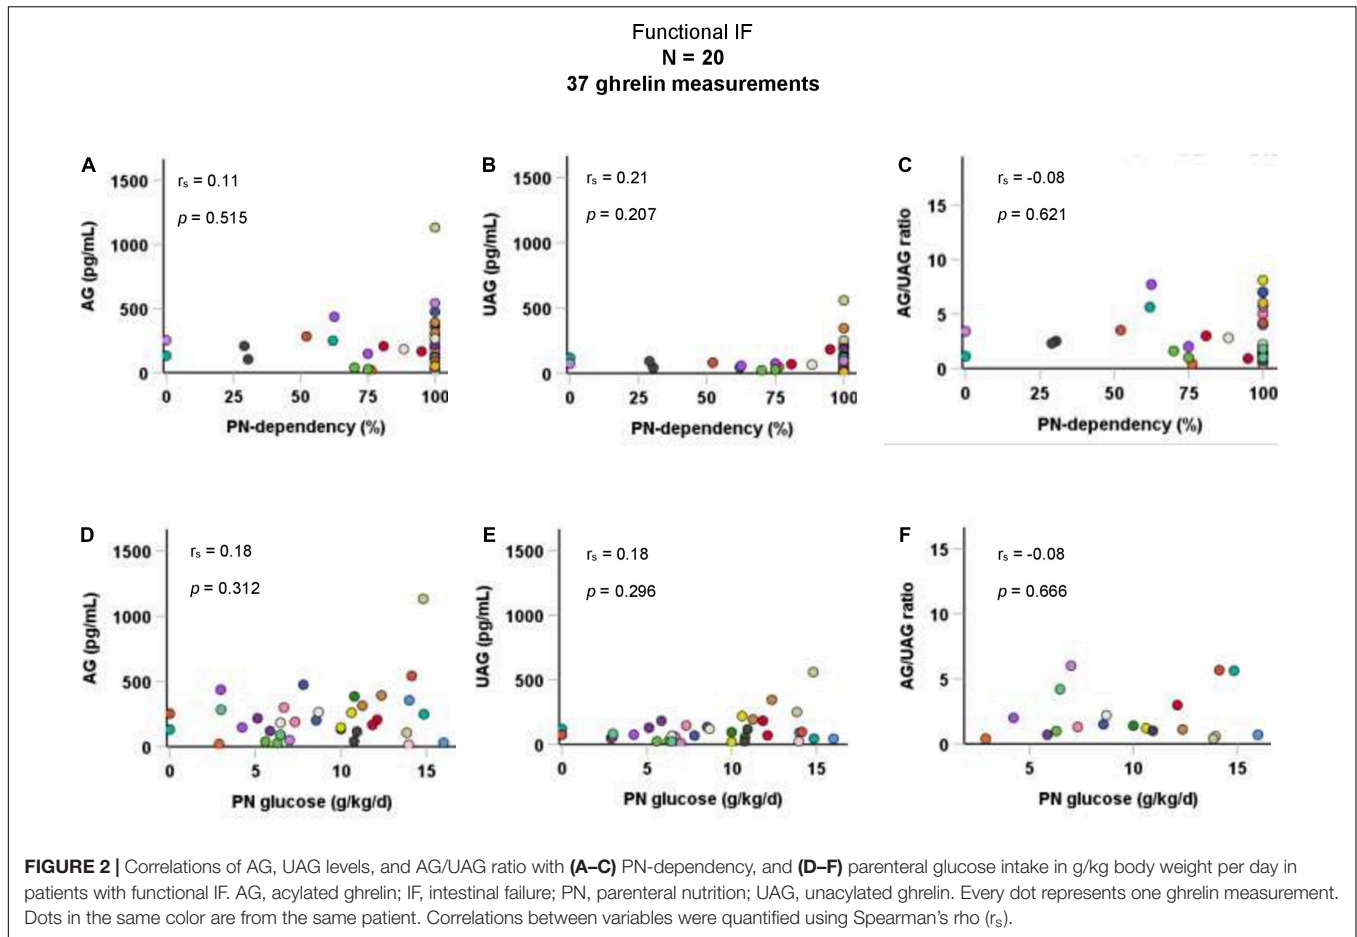 Functional IF
N = 20
37 ghrelin measurements
A
rₛ = 0.11
p = 0.515
AG (pg/mL)
1500
1000
500
0
0 25 50 75 100
PN-dependency (%)
B
rₛ = 0.21
p = 0.207
UAG (pg/mL)
1500
1000
500
0
0 25 50 75 100
PN-dependency (%)
C
rₛ = -0.08
p = 0.621
AG/UAG ratio
15
10
5
0
0 25 50 75 100
PN-dependency (%)
D
rₛ = 0.18
p = 0.312
AG (pg/mL)
1500
1000
500
0
0 5 10 15
PN glucose (g/kg/d)
E
rₛ = 0.18
p = 0.296
UAG (pg/mL)
1500
1000
500
0
0 5 10 15
PN glucose (g/kg/d)
F
rₛ = -0.08
p = 0.666
AG/UAG ratio
15
10
5
0
5 10 15
PN glucose (g/kg/d)
FIGURE 2 | Correlations of AG, UAG levels, and AG/UAG ratio with (A–C) PN-dependency, and (D–F) parenteral glucose intake in g/kg body weight per day in
patients with functional IF. AG, acylated ghrelin; IF, intestinal failure; PN, parenteral nutrition; UAG, unacylated ghrelin. Every dot represents one ghrelin measurement.
Dots in the same color are from the same patient. Correlations between variables were quantified using Spearman's rho (rₛ).